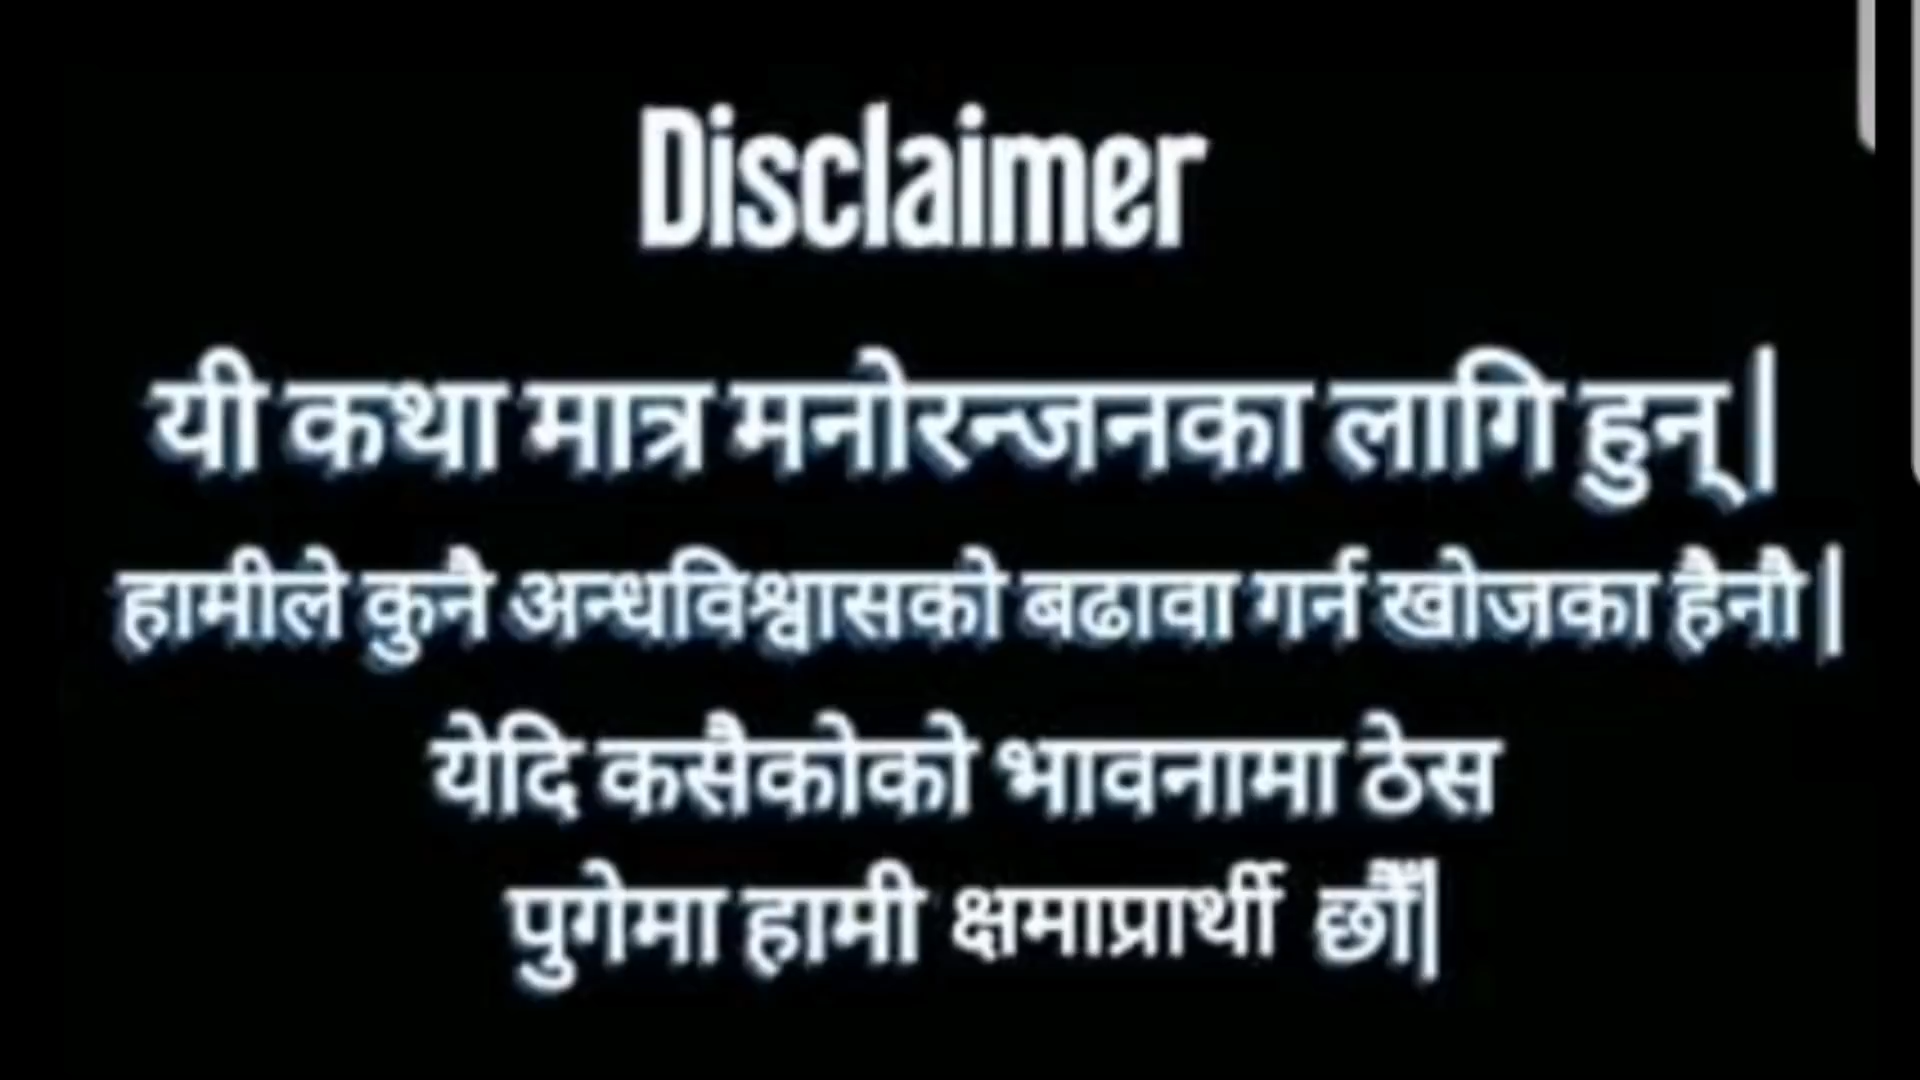 Disclaimer
यी कथा मात्र मनोरन्जनका लागि हुन्|
हामीले कुनै अन्धविश्वासको बढावा गर्न खोजका हैनौ|
येदि कसैकोको भावनामा ठेस
पुगेमा हामी क्षमाप्रार्थी छौँ|